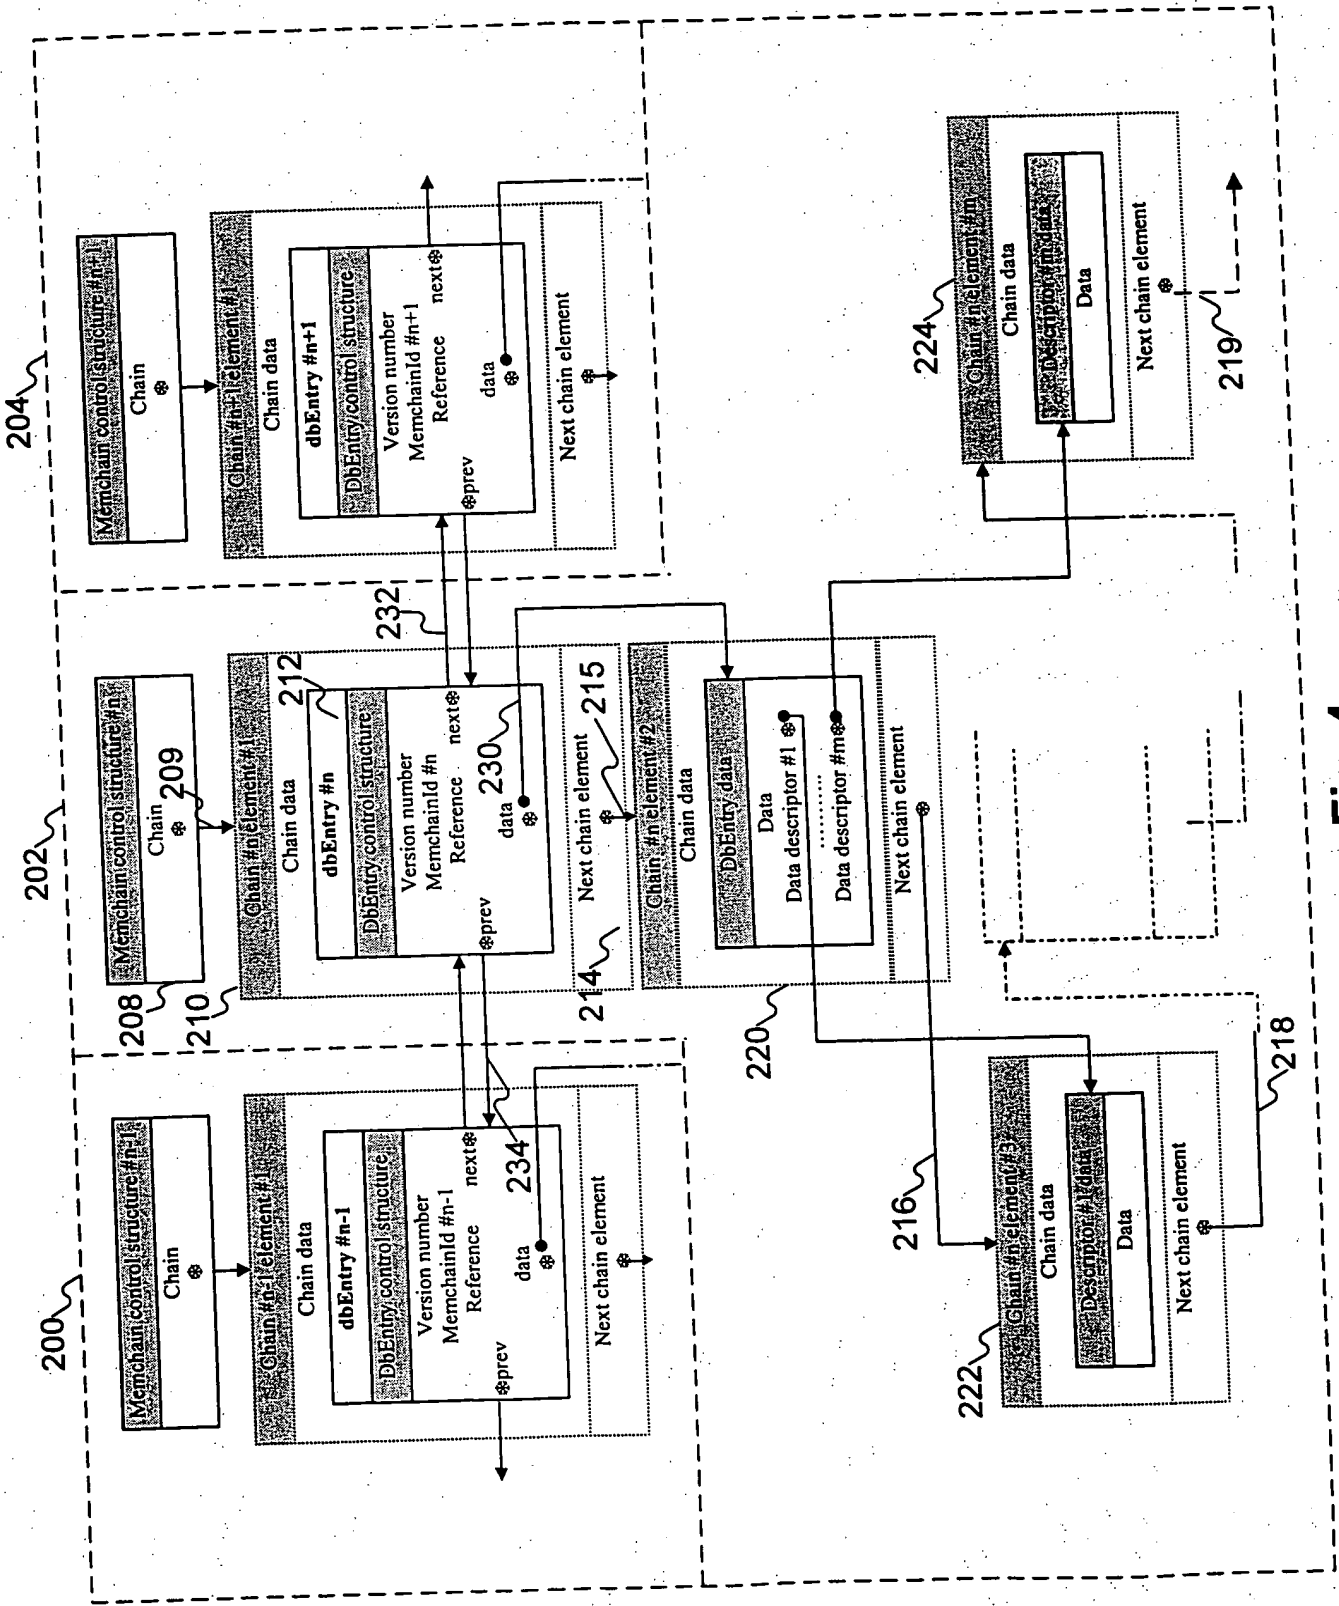 200
Memchain control structure #n-1
Chain
Chain #n-1 element #1
Chain data
dbEntry #n-1
DbEntry control structure
Version number
MemchainId #n-1
Reference
prev
next
data
Next chain element
234
202
208
Memchain control structure #n
Chain
209
210
Chain #n element #1
Chain data
212
dbEntry #n
DbEntry control structure
Version number
MemchainId #n
Reference
prev
next
230
data
214
Next chain element
215
232
204
Memchain control structure #n+1
Chain
Chain #n+1 element #1
Chain data
dbEntry #n+1
DbEntry control structure
Version number
MemchainId #n+1
Reference
prev
next
data
Next chain element
220
Chain #n element #2
Chain data
DbEntry data
Data
Data descriptor #1
..........
Data descriptor #m
Next chain element
216
222
Chain #n element #3
Chain data
Descriptor #1 data
Data
Next chain element
218
224
Chain #n element #m
Chain data
Descriptor #m data
Data
Next chain element
219